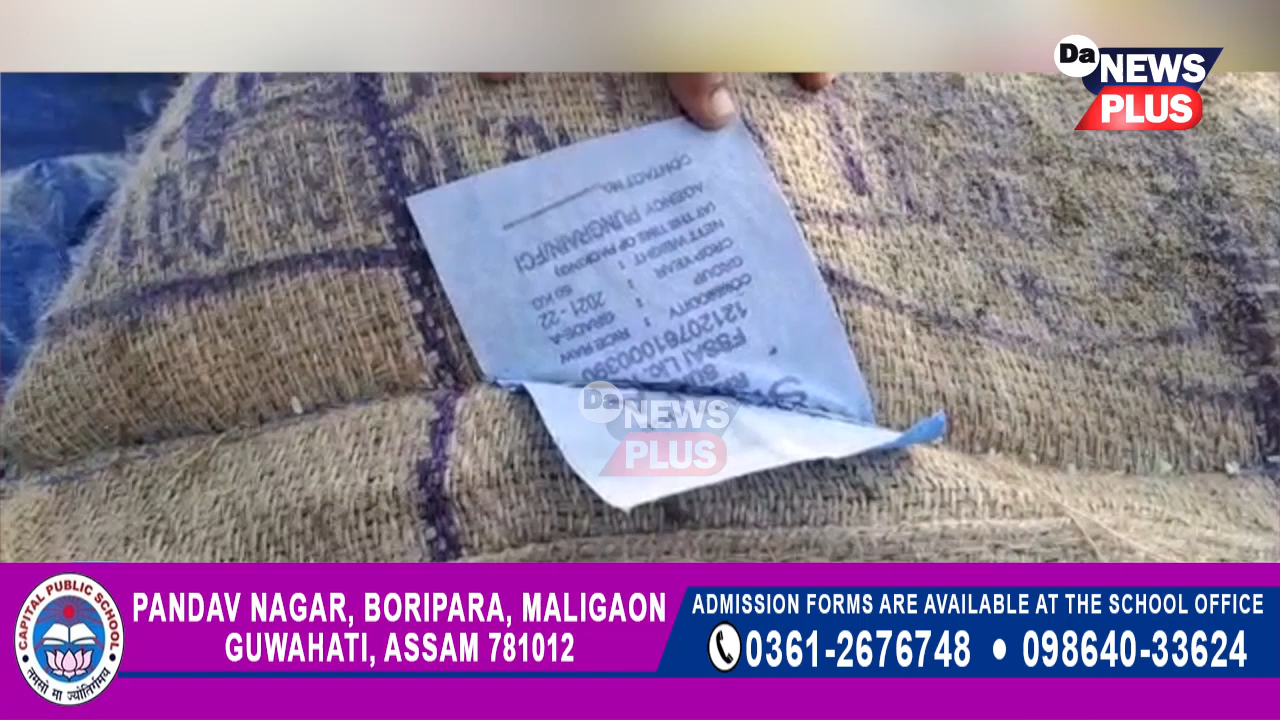 Da
NEWS
PLUS
FSSAI Lic.
12120761000390
COMMODITY : RICE RAW
GROUP : GRADE-A
CROP YEAR : 2021 - 22
NETT WEIGHT : 50 KG.
(AT THE TIME OF PACKING)
AGENCY PUNGRAIN/FCI
CONTACT NO.
Da
NEWS
PLUS
CAPITAL PUBLIC SCHOOL
तमसो मा ज्योतिर्गमय
PANDAV NAGAR, BORIPARA, MALIGAON
GUWAHATI, ASSAM 781012
ADMISSION FORMS ARE AVAILABLE AT THE SCHOOL OFFICE
0361-2676748 • 098640-33624